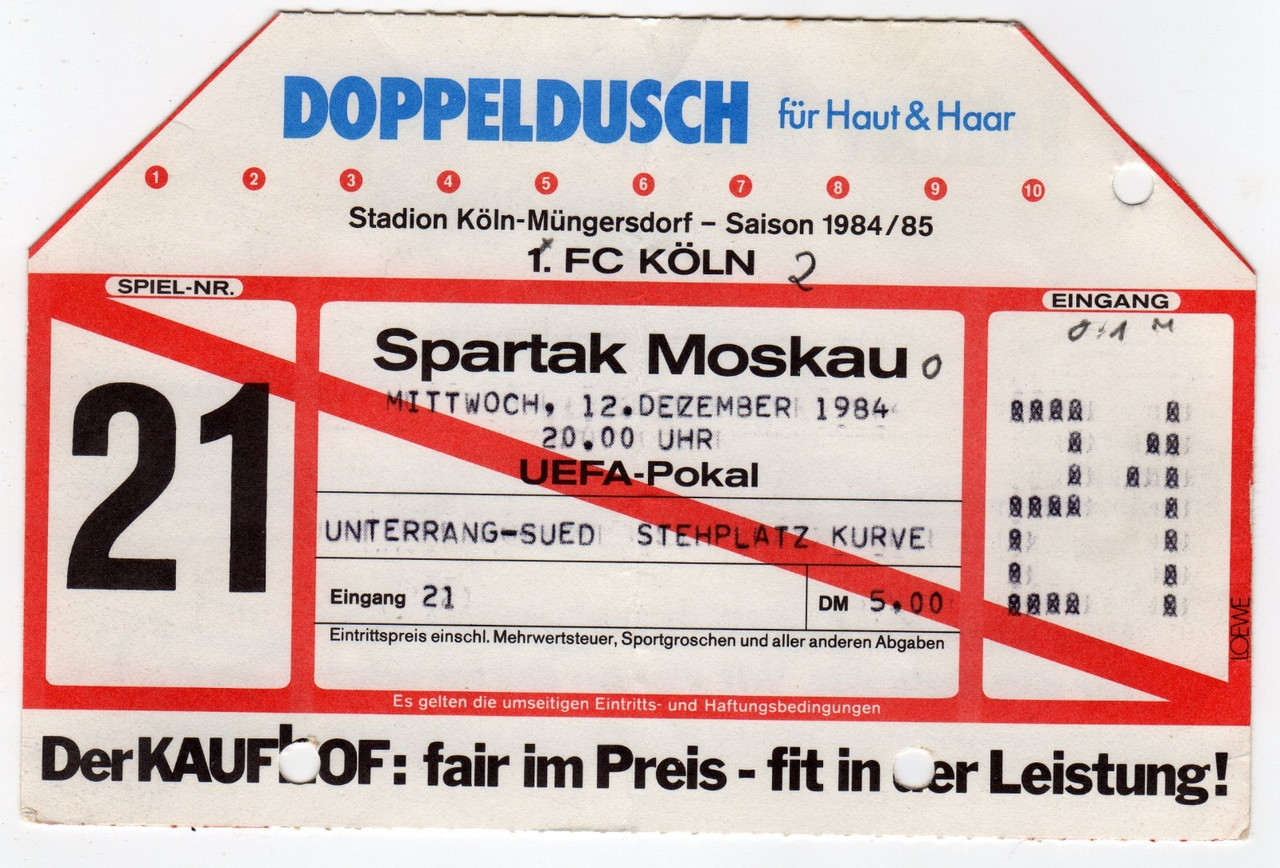 DOPPELDUSCH für Haut & Haar
1 2 3 4 5 6 7 8 9 10
Stadion Köln-Müngersdorf – Saison 1984/85
1. FC KÖLN 2
SPIEL-NR.
21
Spartak Moskau 0
MITTWOCH, 12.DEZEMBER 1984
20.00 UHR
UEFA-Pokal
UNTERRANG-SUED STEHPLATZ KURVE
Eingang 21
DM 5.00
Eintrittspreis einschl. Mehrwertsteuer, Sportgroschen und aller anderen Abgaben
EINGANG
21
LOEWE
Es gelten die umseitigen Eintritts- und Haftungsbedingungen
Der KAUFhOF: fair im Preis - fit in der Leistung!